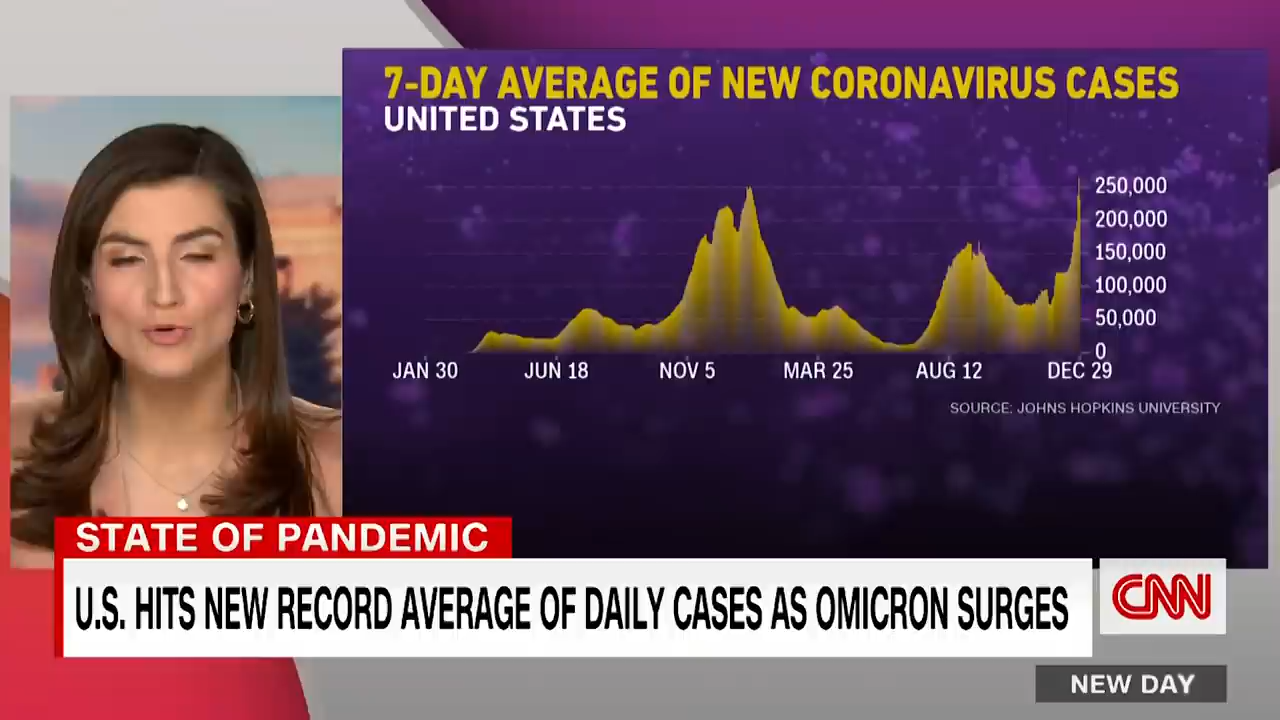 7-DAY AVERAGE OF NEW CORONAVIRUS CASES
UNITED STATES
250,000
200,000
150,000
100,000
50,000
0
JAN 30 JUN 18 NOV 5 MAR 25 AUG 12 DEC 29
SOURCE: JOHNS HOPKINS UNIVERSITY
STATE OF PANDEMIC
U.S. HITS NEW RECORD AVERAGE OF DAILY CASES AS OMICRON SURGES
CNN
NEW DAY